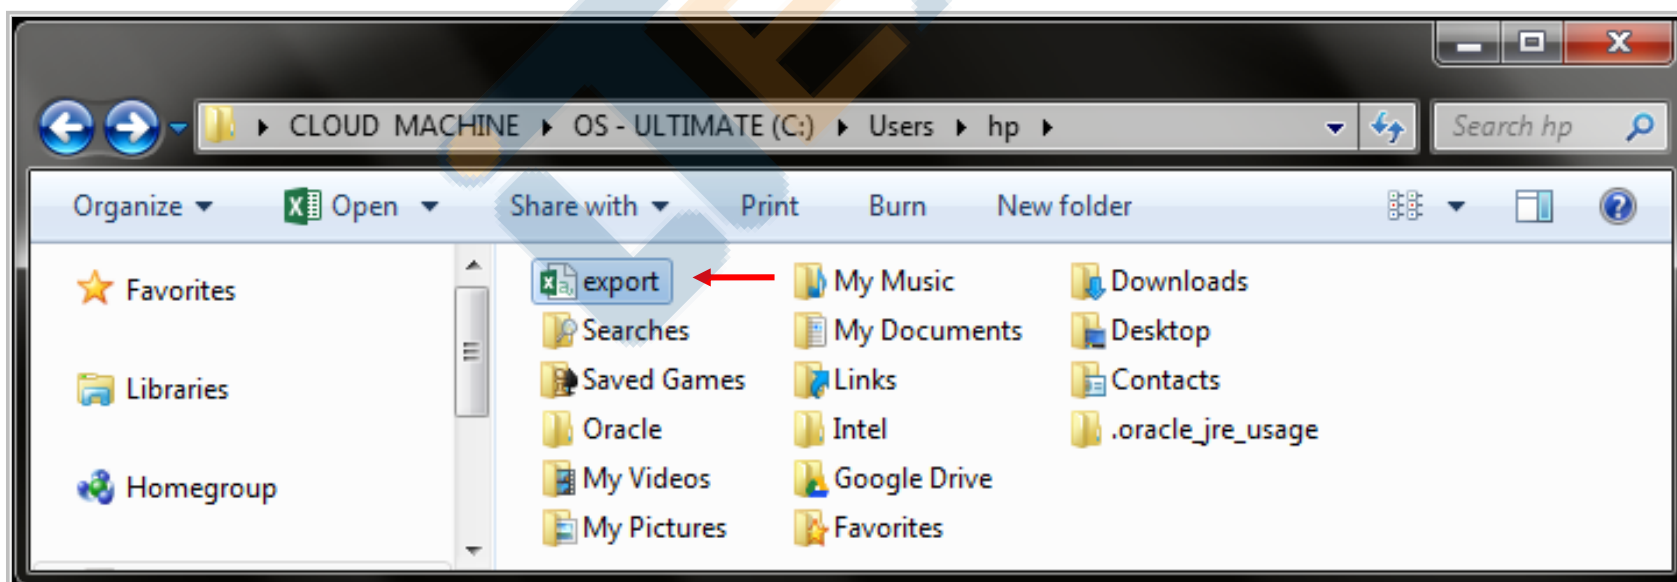 CLOUD MACHINE ▸ OS - ULTIMATE (C:) ▸ Users ▸ hp ▸ Search hp
Organize Open Share with Print Burn New folder
Favorites
Libraries
Homegroup
export
Searches
Saved Games
Oracle
My Videos
My Pictures
My Music
My Documents
Links
Intel
Google Drive
Favorites
Downloads
Desktop
Contacts
.oracle_jre_usage